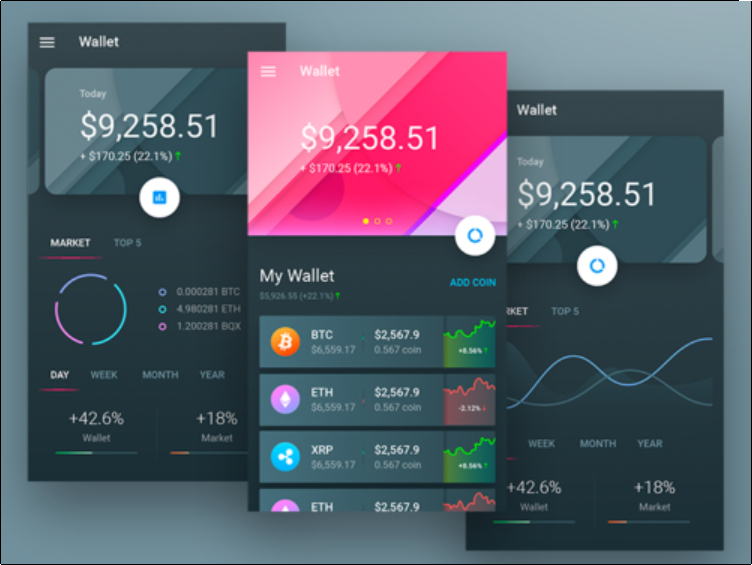 Wallet
Today
$9,258.51
+ $170.25 (22.1%)
MARKET TOP 5
0.000281 BTC
4.980281 ETH
1.200281 BQX
DAY WEEK MONTH YEAR
+42.6% +18%
Wallet Market
Wallet
$9,258.51
+ $170.25 (22.1%)
My Wallet
ADD COIN
$5,926.55 (+22.1%)
BTC $2,567.9
$6,559.17 0.567 coin
+8.56%
ETH $2,567.9
$6,559.17 0.567 coin
-2.12%
XRP $2,567.9
$6,559.17 0.564 coin
+8.56%
ETH $2,567.9
Wallet
Today
$9,258.51
+ $170.25 (22.1%)
RKET TOP 5
WEEK MONTH YEAR
+42.6% +18%
Wallet Market